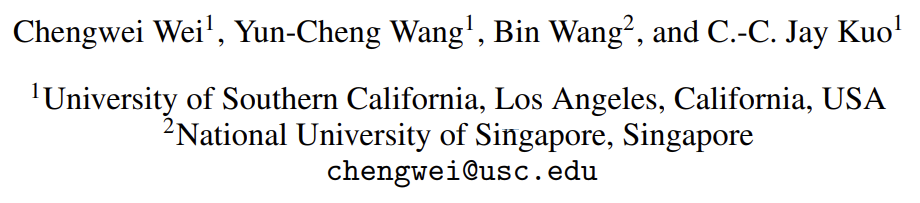 Chengwei Wei¹, Yun-Cheng Wang¹, Bin Wang², and C.-C. Jay Kuo¹
¹University of Southern California, Los Angeles, California, USA
²National University of Singapore, Singapore
chengwei@usc.edu